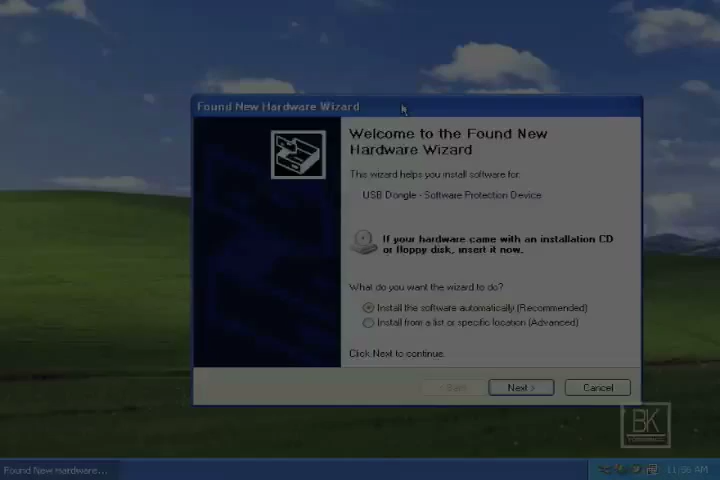 Found New Hardware Wizard
Welcome to the Found New
Hardware Wizard
This wizard helps you install software for:
USB Dongle - Software Protection Device
If your hardware came with an installation CD
or floppy disk, insert it now.
What do you want the wizard to do?
Install the software automatically (Recommended)
Install from a list or specific location (Advanced)
Click Next to continue.
< Back
Next >
Cancel
BK
Found New Hardware...
11:06 AM